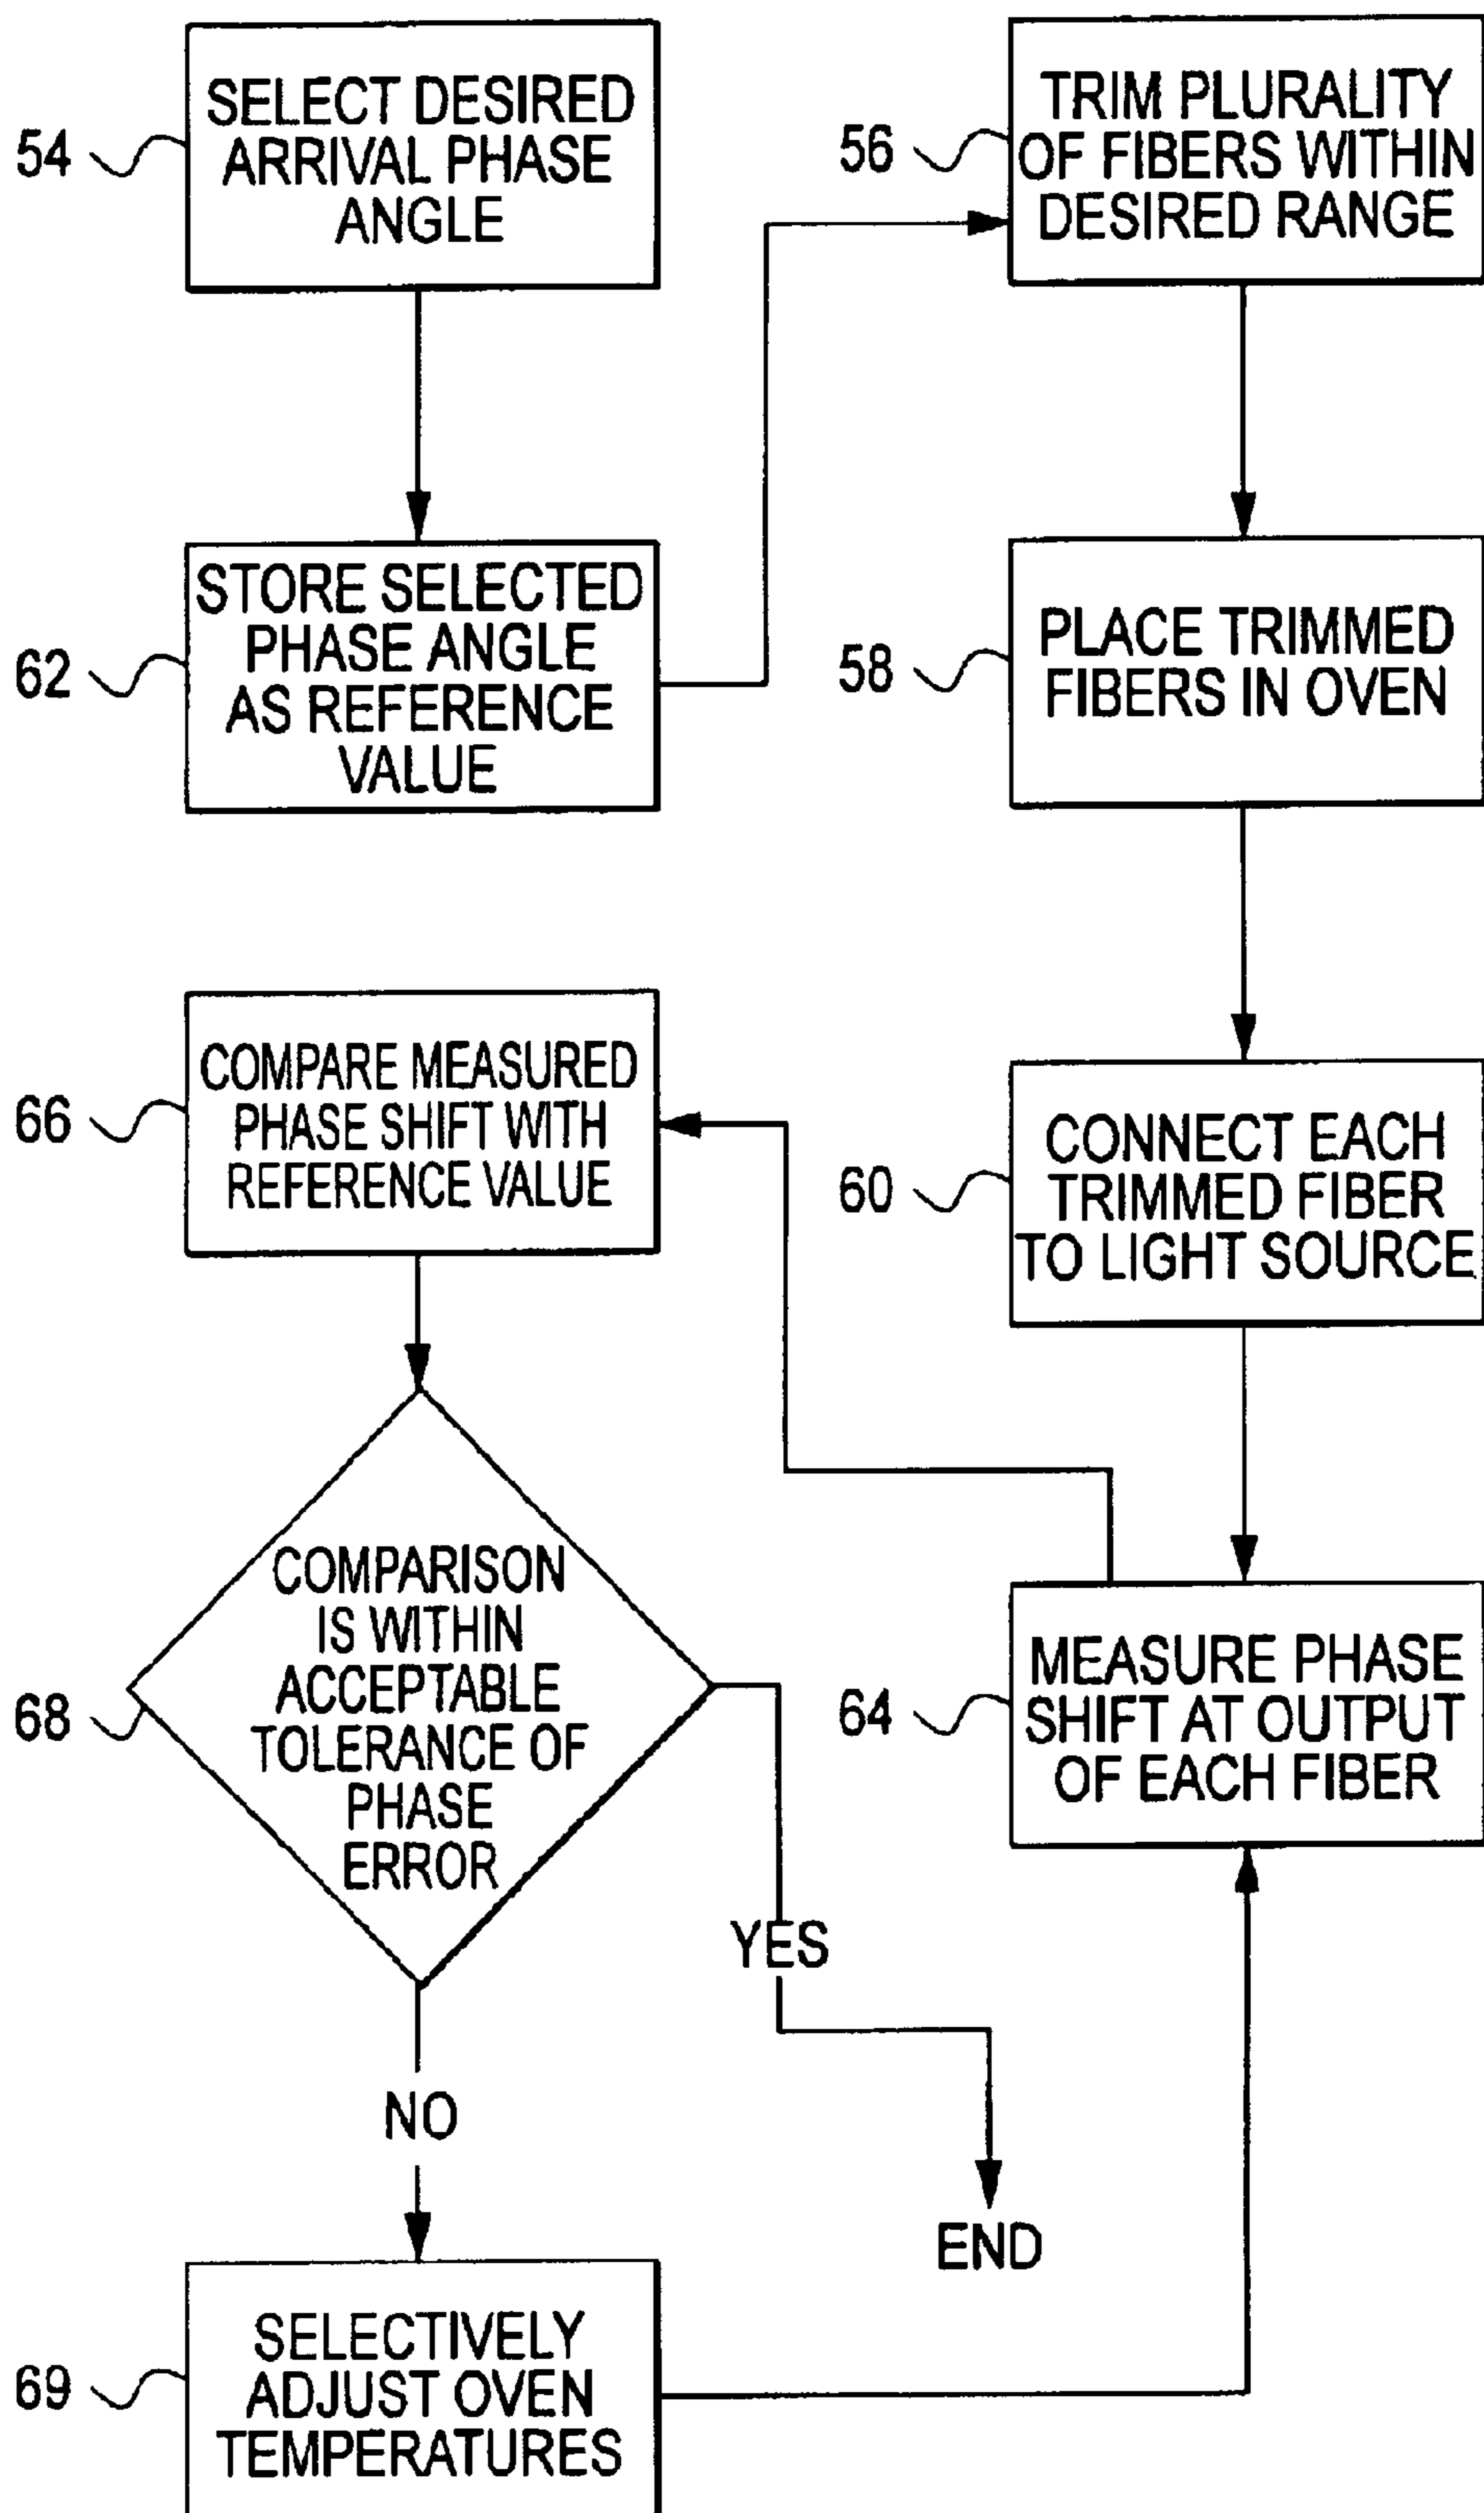 54
SELECT DESIRED
ARRIVAL PHASE
ANGLE
62
STORE SELECTED
PHASE ANGLE
AS REFERENCE
VALUE
56
TRIM PLURALITY
OF FIBERS WITHIN
DESIRED RANGE
58
PLACE TRIMMED
FIBERS IN OVEN
60
CONNECT EACH
TRIMMED FIBER
TO LIGHT SOURCE
64
MEASURE PHASE
SHIFT AT OUTPUT
OF EACH FIBER
66
COMPARE MEASURED
PHASE SHIFT WITH
REFERENCE VALUE
68
COMPARISON
IS WITHIN
ACCEPTABLE
TOLERANCE OF
PHASE
ERROR
YES
END
NO
69
SELECTIVELY
ADJUST OVEN
TEMPERATURES